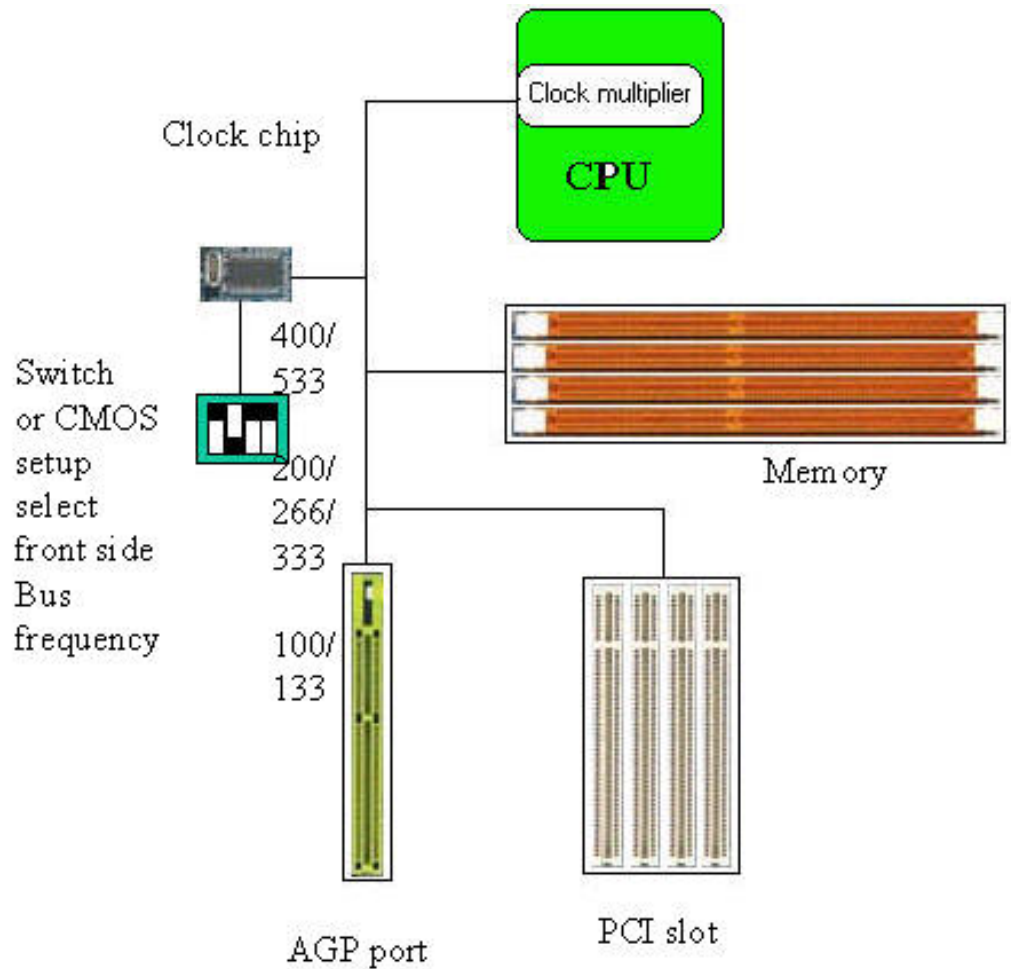 Clock multiplier
CPU
Clock chip
400/
533
Switch
or CMOS
setup
select
front side
Bus
frequency
200/
266/
333
Memory
100/
133
AGP port
PCI slot